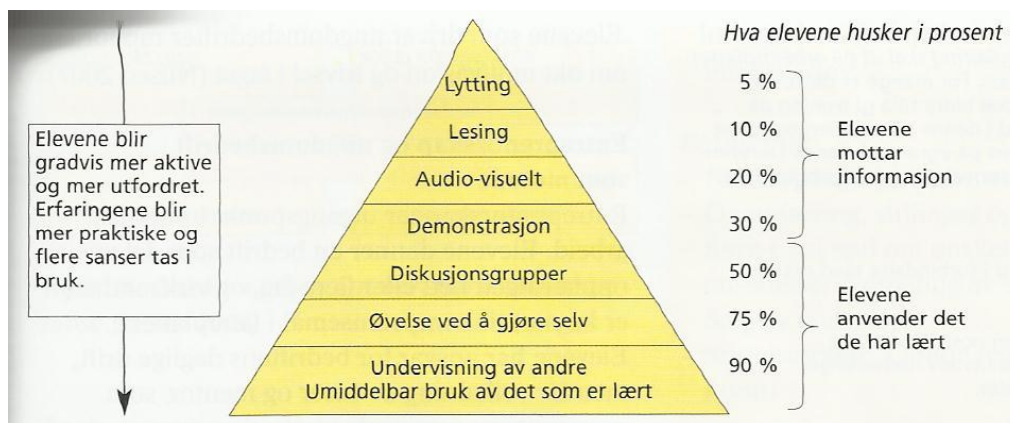 Hva elevene husker i prosent
Elevene blir
gradvis mer aktive
og mer utfordret.
Erfaringene blir
mer praktiske og
flere sanser tas i
bruk.
Lytting
Lesing
Audio-visuelt
Demonstrasjon
Diskusjonsgrupper
Øvelse ved å gjøre selv
Undervisning av andre
Umiddelbar bruk av det som er lært
5 %
10 %
20 %
30 %
50 %
75 %
90 %
Elevene
mottar
informasjon
Elevene
anvender det
de har lært